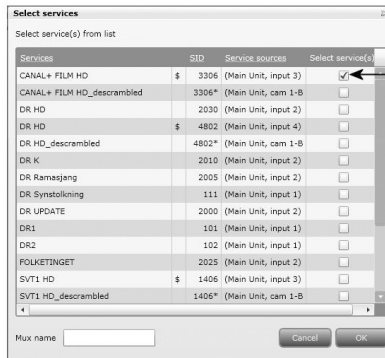 Select services
Select service(s) from list
Services SID Service sources Select service(s)
CANAL+ FILM HD $ 3306 (Main Unit, input 3)
CANAL+ FILM HD_descrambled 3306* (Main Unit, cam 1-B
DR HD 2030 (Main Unit, input 2)
DR HD $ 4802 (Main Unit, input 4)
DR HD_descrambled 4802* (Main Unit, cam 1-B
DR K 2010 (Main Unit, input 2)
DR Ramasjang 2005 (Main Unit, input 2)
DR Synstolkning 111 (Main Unit, input 1)
DR UPDATE 2000 (Main Unit, input 2)
DR1 101 (Main Unit, input 1)
DR2 102 (Main Unit, input 1)
FOLKETINGET 2025 (Main Unit, input 2)
SVT1 HD $ 1406 (Main Unit, input 3)
SVT1 HD_descrambled 1406* (Main Unit, cam 1-B
Mux name Cancel OK